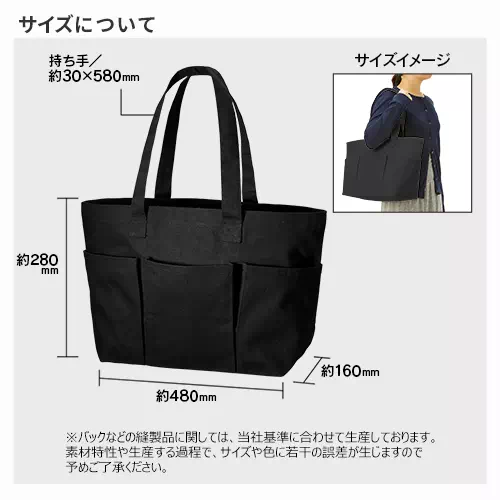 サイズについて
持ち手／
約30×580mm
サイズイメージ
約280
mm
約160mm
約480mm
※バックなどの縫製品に関しては、当社基準に合わせて生産しております。
素材特性や生産する過程で、サイズや色に若干の誤差が生じますので
予めご了承ください。